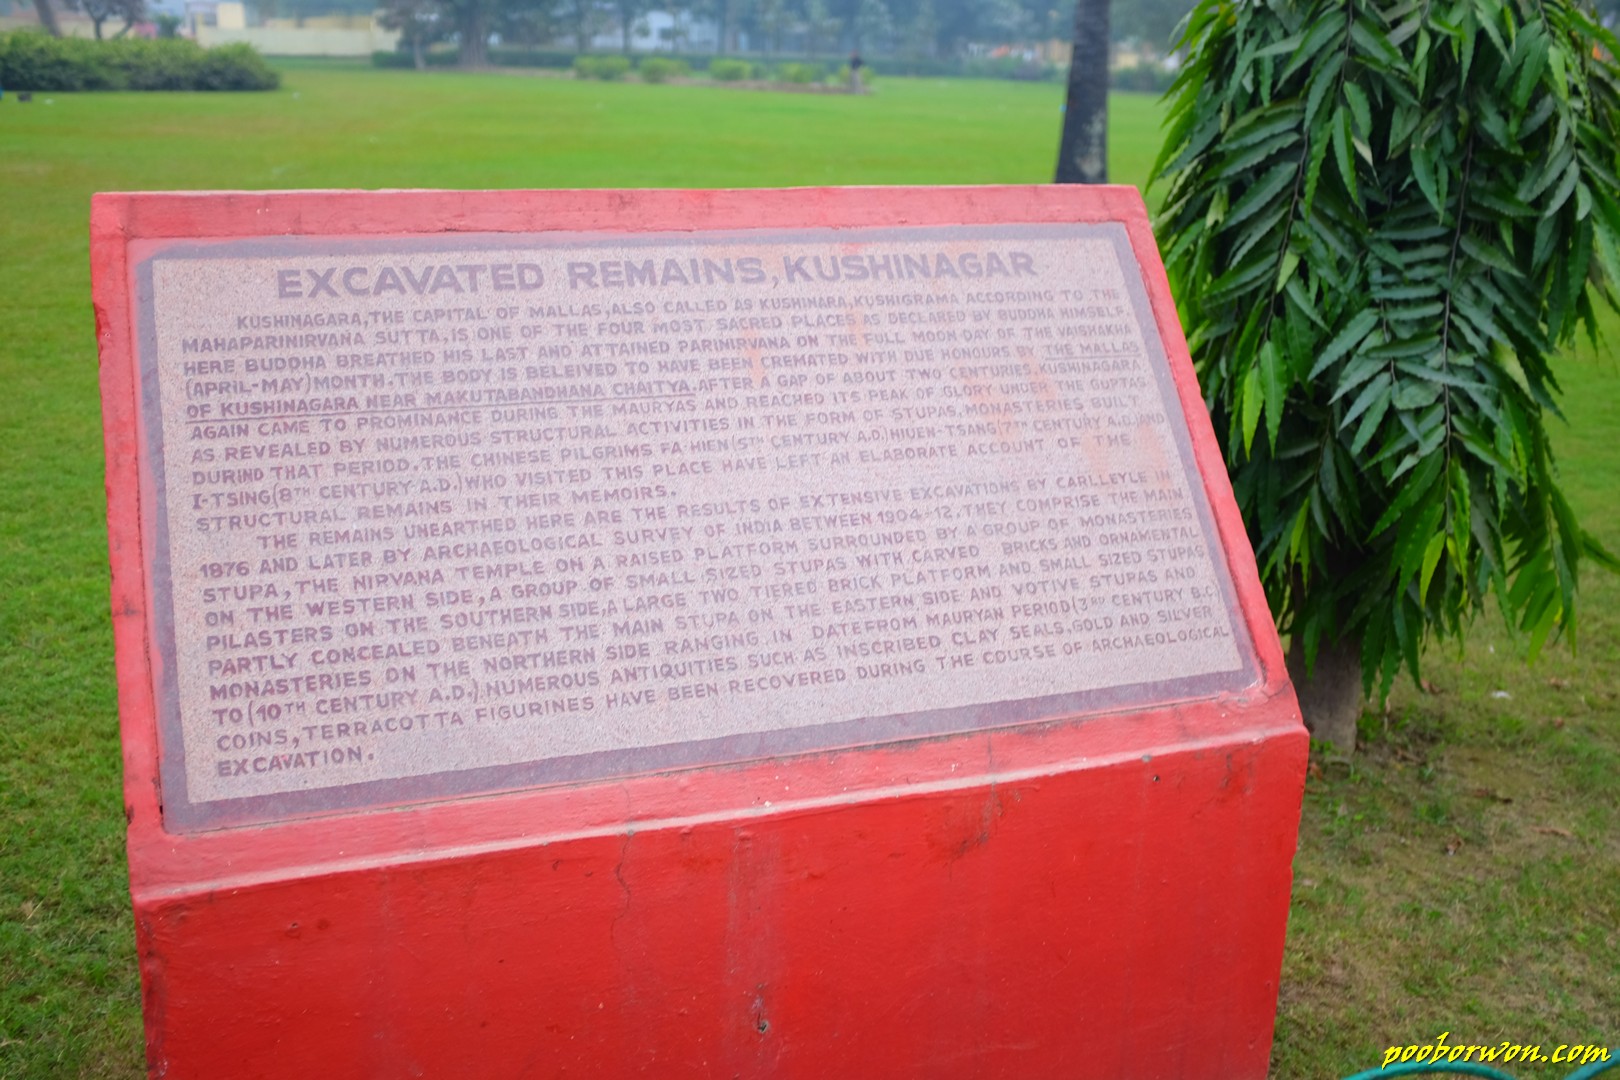 EXCAVATED REMAINS, KUSHINAGAR
KUSHINAGARA, THE CAPITAL OF MALLAS, ALSO CALLED AS KUSHINARA, KUSHIGRAMA ACCORDING TO THE
MAHAPARINIRVANA SUTTA, IS ONE OF THE FOUR MOST SACRED PLACES AS DECLARED BY BUDDHA HIMSELF
HERE BUDDHA BREATHED HIS LAST AND ATTAINED PARINIRVANA ON THE FULL MOON DAY OF THE VAISHAKHA
(APRIL-MAY) MONTH. THE BODY IS BELEIVED TO HAVE BEEN CREMATED WITH DUE HONOURS BY THE MALLAS
OF KUSHINAGARA NEAR MAKUTABANDHANA CHAITYA. AFTER A GAP OF ABOUT TWO CENTURIES, KUSHINAGARA
AGAIN CAME TO PROMINANCE DURING THE MAURYAS AND REACHED ITS PEAK OF GLORY UNDER THE GUPTAS
AS REVEALED BY NUMEROUS STRUCTURAL ACTIVITIES IN THE FORM OF STUPAS, MONASTERIES BUILT
DURIND THAT PERIOD. THE CHINESE PILGRIMS FA-HIEN (5TH CENTURY A.D.) HIUEN-TSANG (7TH CENTURY A.D.) AND
I-TSING (8TH CENTURY A.D.) WHO VISITED THIS PLACE HAVE LEFT AN ELABORATE ACCOUNT OF THE
STRUCTURAL REMAINS IN THEIR MEMOIRS.
THE REMAINS UNEARTHED HERE ARE THE RESULTS OF EXTENSIVE EXCAVATIONS BY CARLLEYLE IN
1876 AND LATER BY ARCHAEOLOGICAL SURVEY OF INDIA BETWEEN 1904-12. THEY COMPRISE THE MAIN
STUPA, THE NIRVANA TEMPLE ON A RAISED PLATFORM SURROUNDED BY A GROUP OF MONASTERIES
ON THE WESTERN SIDE, A GROUP OF SMALL SIZED STUPAS WITH CARVED BRICKS AND ORNAMENTAL
PILASTERS ON THE SOUTHERN SIDE, A LARGE TWO TIERED BRICK PLATFORM AND SMALL SIZED STUPAS
PARTLY CONCEALED BENEATH THE MAIN STUPA ON THE EASTERN SIDE AND VOTIVE STUPAS AND
MONASTERIES ON THE NORTHERN SIDE RANGING IN DATEFROM MAURYAN PERIOD (3RD CENTURY B.C.)
TO (10TH CENTURY A.D.) NUMEROUS ANTIQUITIES SUCH AS INSCRIBED CLAY SEALS, GOLD AND SILVER
COINS, TERRACOTTA FIGURINES HAVE BEEN RECOVERED DURING THE COURSE OF ARCHAEOLOGICAL
EXCAVATION.
pooborwon.com